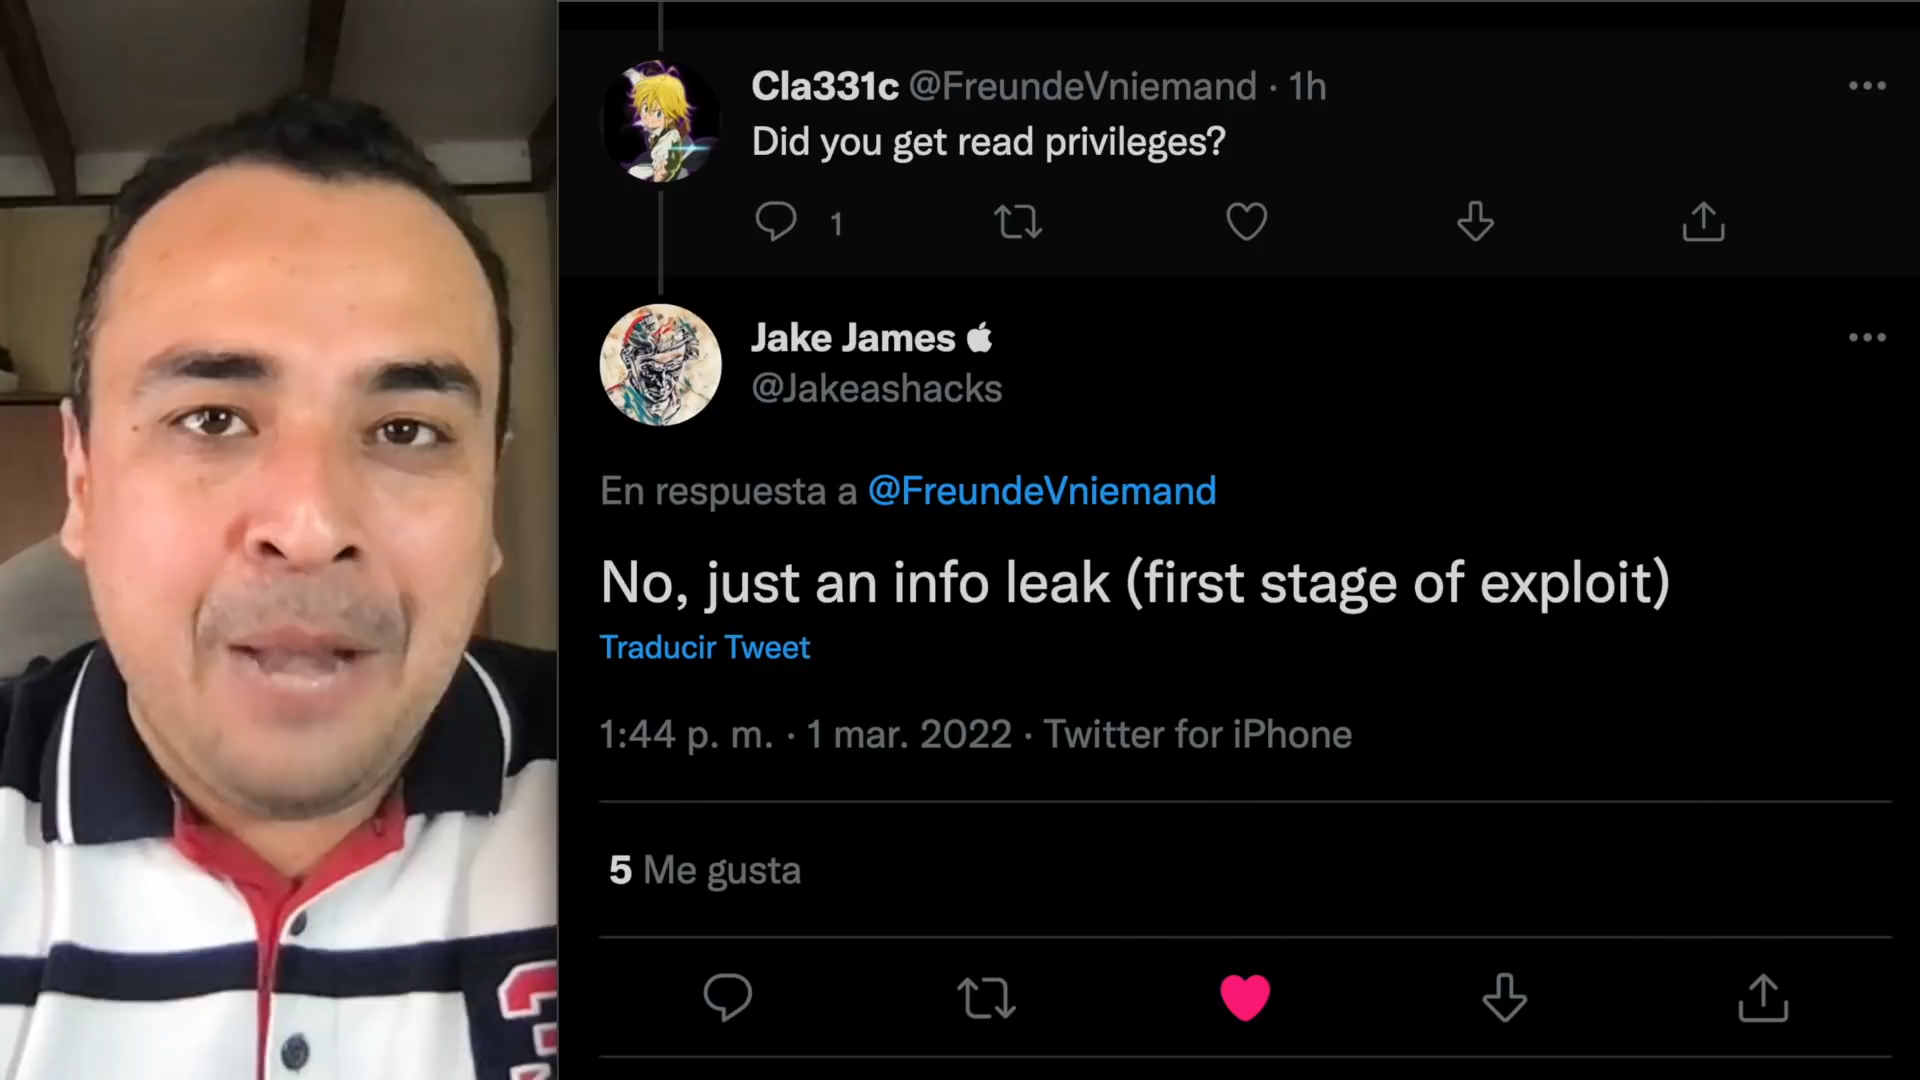 Cla331c @FreundeVniemand · 1h
Did you get read privileges?
1
Jake James
@Jakeashacks
En respuesta a @FreundeVniemand
No, just an info leak (first stage of exploit)
Traducir Tweet
1:44 p. m. · 1 mar. 2022 · Twitter for iPhone
5 Me gusta